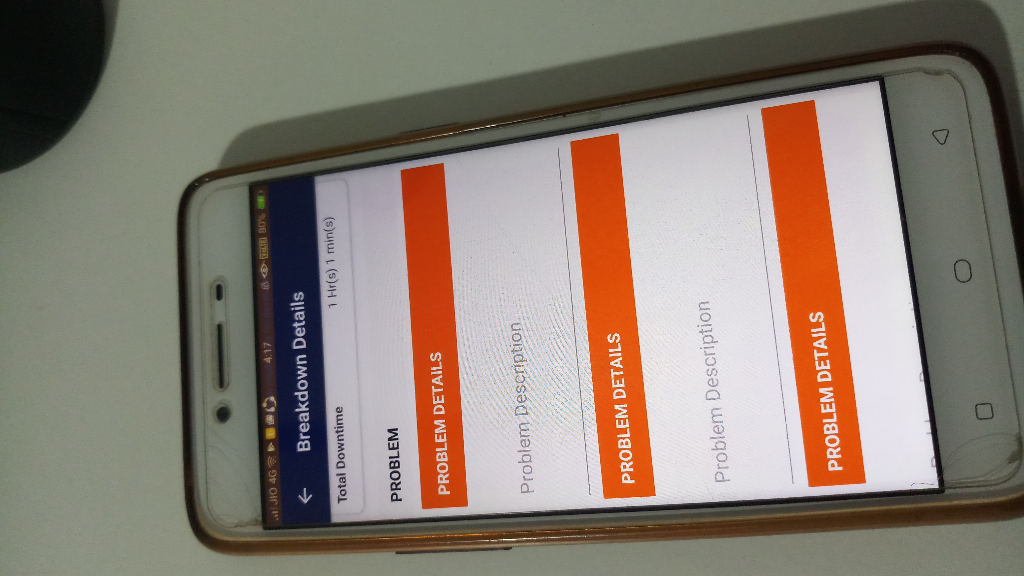 JIO 4G 4:17 80%
Breakdown Details
Total Downtime 1 Hr(s) 1 min(s)
PROBLEM
PROBLEM DETAILS
Problem Description
PROBLEM DETAILS
Problem Description
PROBLEM DETAILS